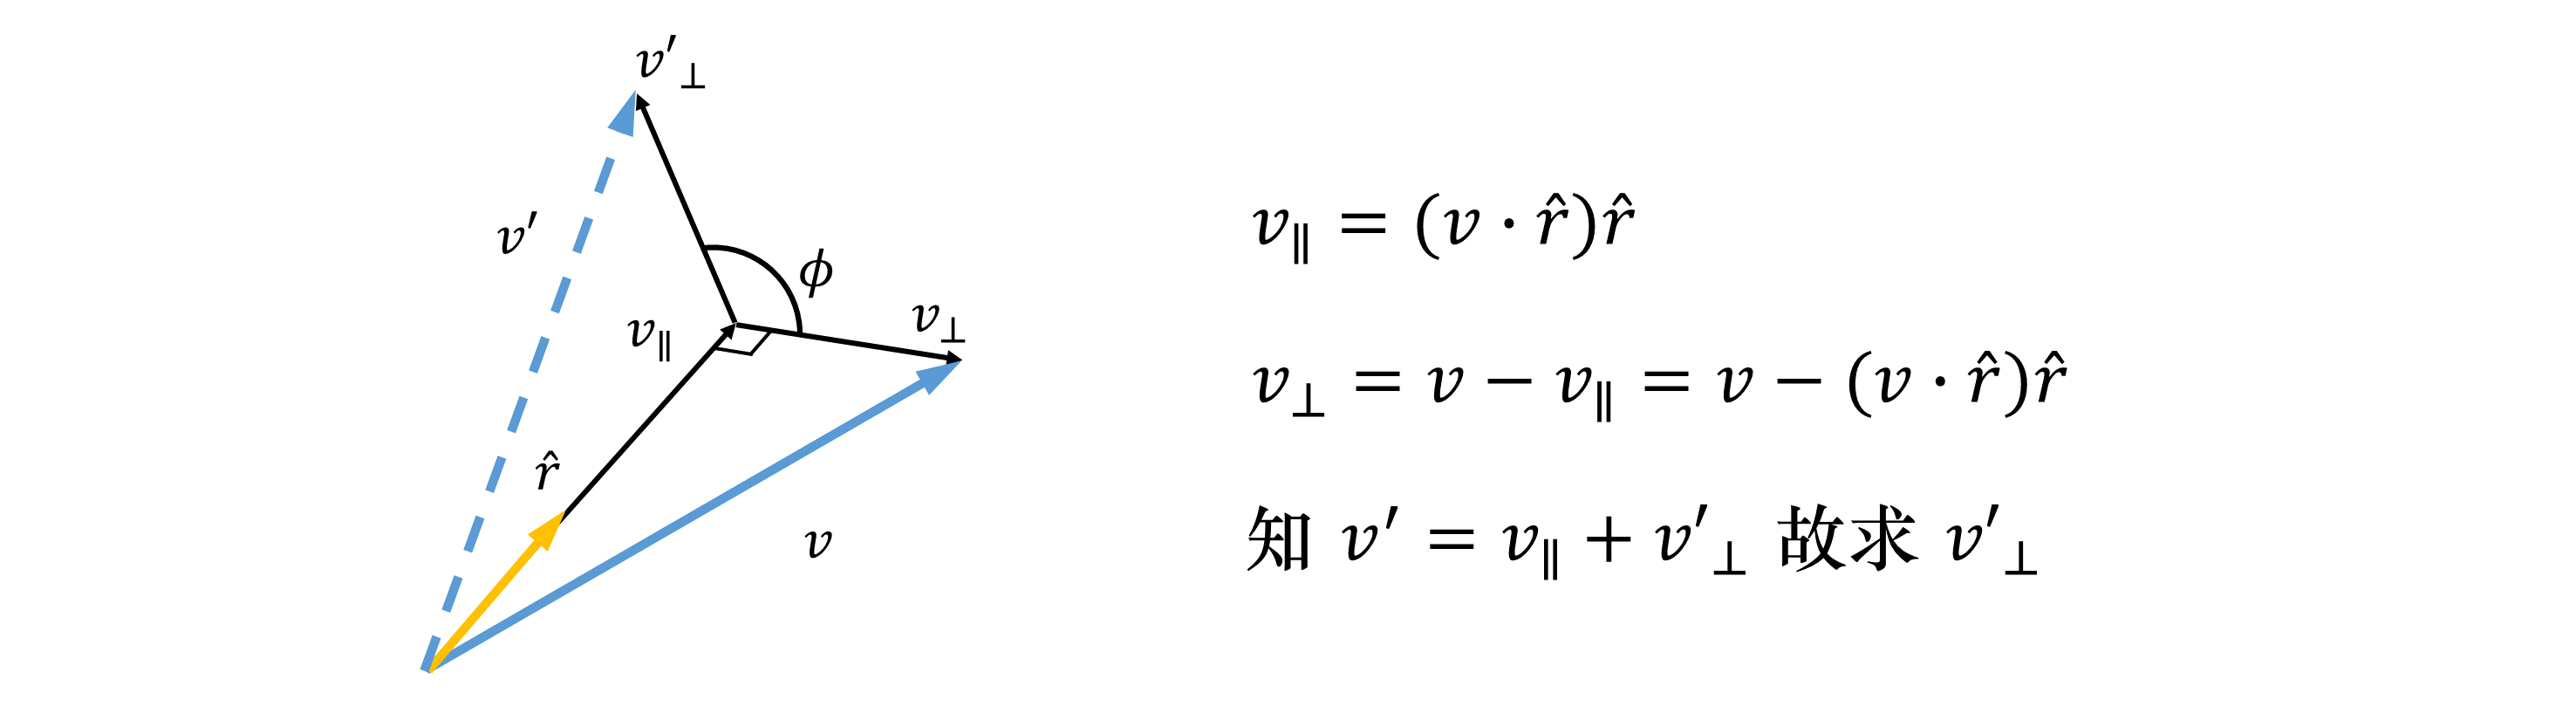 v′⊥
v′
ϕ
v⊥
v∥
r̂
v
v∥ = (v · r̂)r̂
v⊥ = v − v∥ = v − (v · r̂)r̂
知 v′ = v∥ + v′⊥ 故求 v′⊥